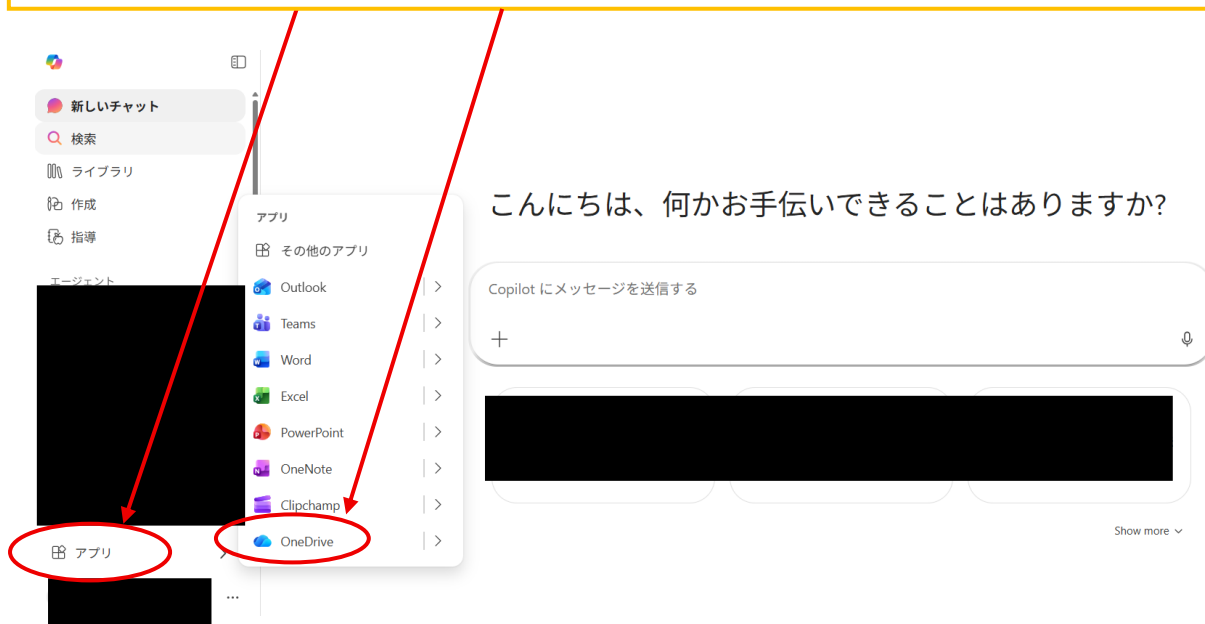 新しいチャット
検索
ライブラリ
作成
指導
エージェント
アプリ
アプリ
その他のアプリ
Outlook
Teams
Word
Excel
PowerPoint
OneNote
Clipchamp
OneDrive
こんにちは、何かお手伝いできることはありますか?
Copilot にメッセージを送信する
Show more